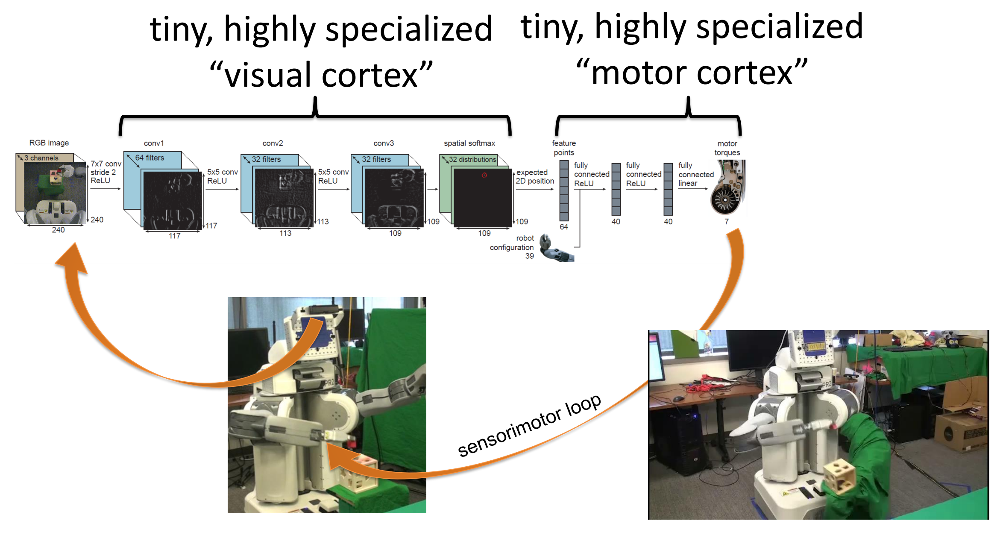 tiny, highly specialized
“visual cortex”
tiny, highly specialized
“motor cortex”
RGB image
3 channels
240
240
7x7 conv
stride 2
ReLU
conv1
64 filters
117
117
5x5 conv
ReLU
conv2
32 filters
113
113
5x5 conv
ReLU
conv3
32 filters
109
109
spatial softmax
32 distributions
109
109
expected
2D position
feature
points
64
robot
configuration
39
fully
connected
ReLU
40
fully
connected
ReLU
40
fully
connected
linear
motor
torques
7
sensorimotor loop
PR2
PR2